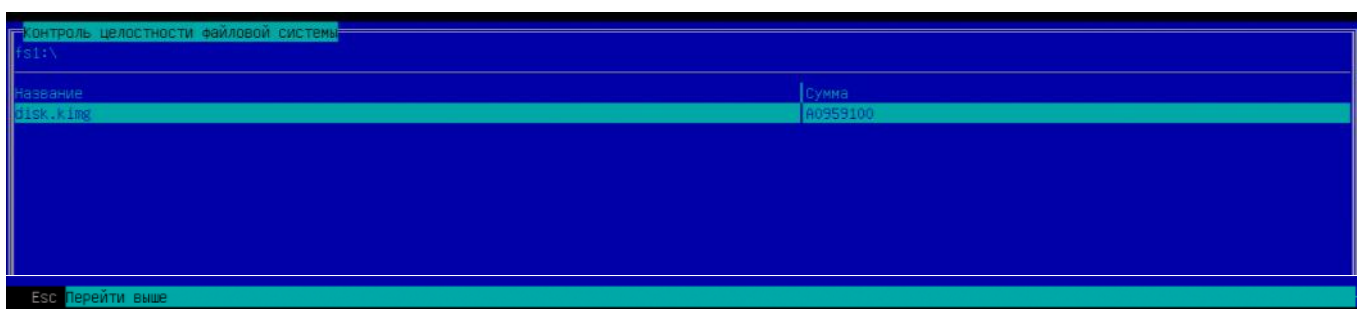 Контроль целостности файловой системы
fs1:\
Название Сумма
disk.kimg A0959100
Esc Перейти выше